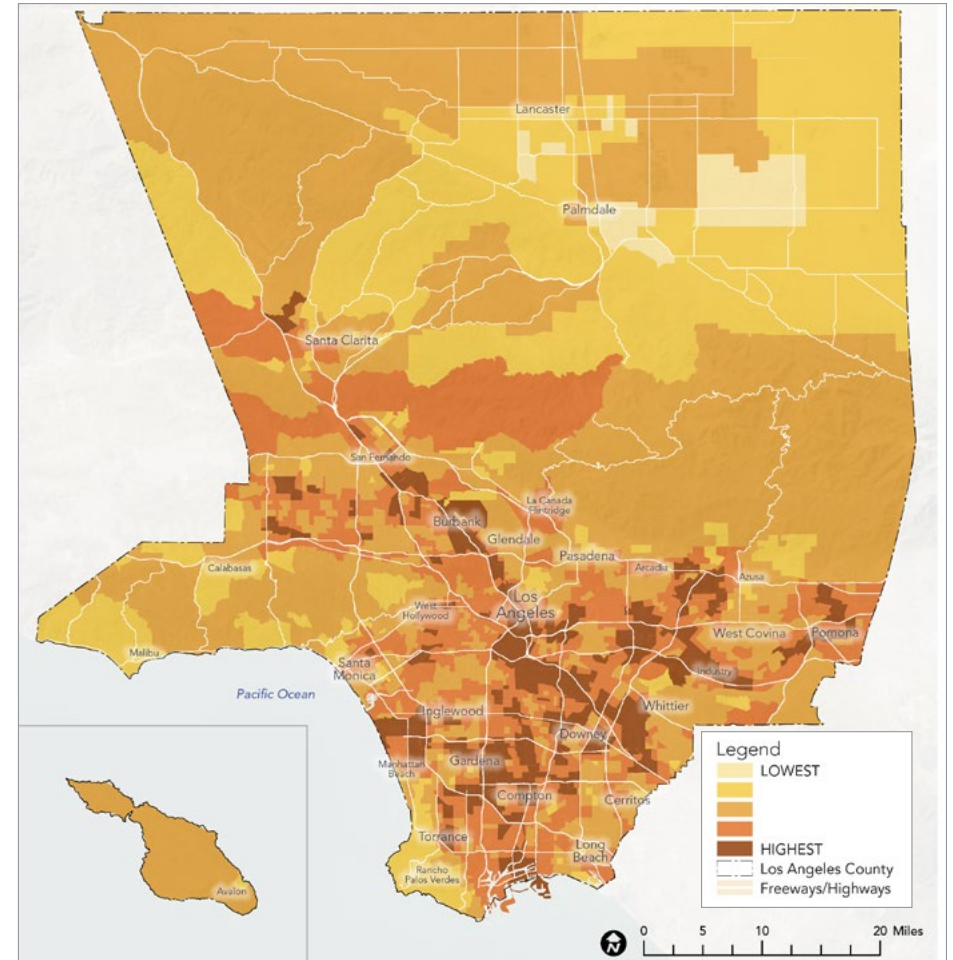 Lancaster
Palmdale
Santa Clarita
San Fernando
La Canada
Flintridge
Burbank
Glendale
Pasadena
Arcadia
Azusa
Calabasas
West
Hollywood
Los
Angeles
West Covina
Pomona
Malibu
Santa
Monica
Industry
Pacific Ocean
Inglewood
Whittier
Downey
Manhattan
Beach
Gardena
Compton
Cerritos
Torrance
Long
Beach
Rancho
Palos Verdes
Avalon
Legend
LOWEST
HIGHEST
Los Angeles County
Freeways/Highways
N
0 5 10 20 Miles